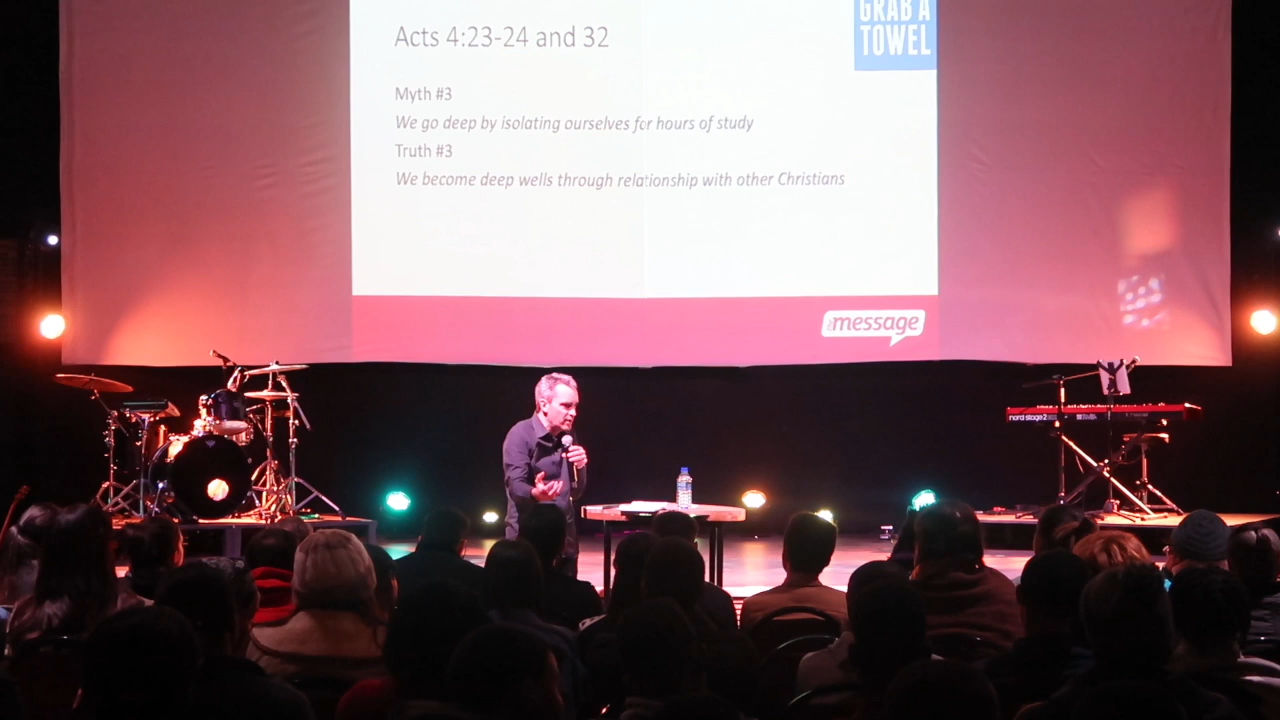 GRAB A
TOWEL
Acts 4:23-24 and 32
Myth #3
We go deep by isolating ourselves for hours of study
Truth #3
We become deep wells through relationship with other Christians
message
nord stage 2